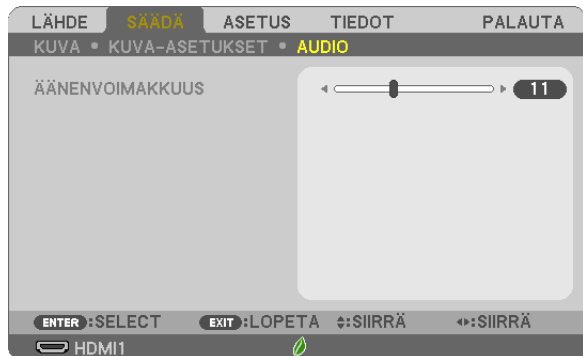 LÄHDE SÄÄDÄ ASETUS TIEDOT PALAUTA
KUVA • KUVA-ASETUKSET • AUDIO
ÄÄNENVOIMAKKUUS 11
ENTER :SELECT EXIT :LOPETA :SIIRRÄ :SIIRRÄ
HDMI1